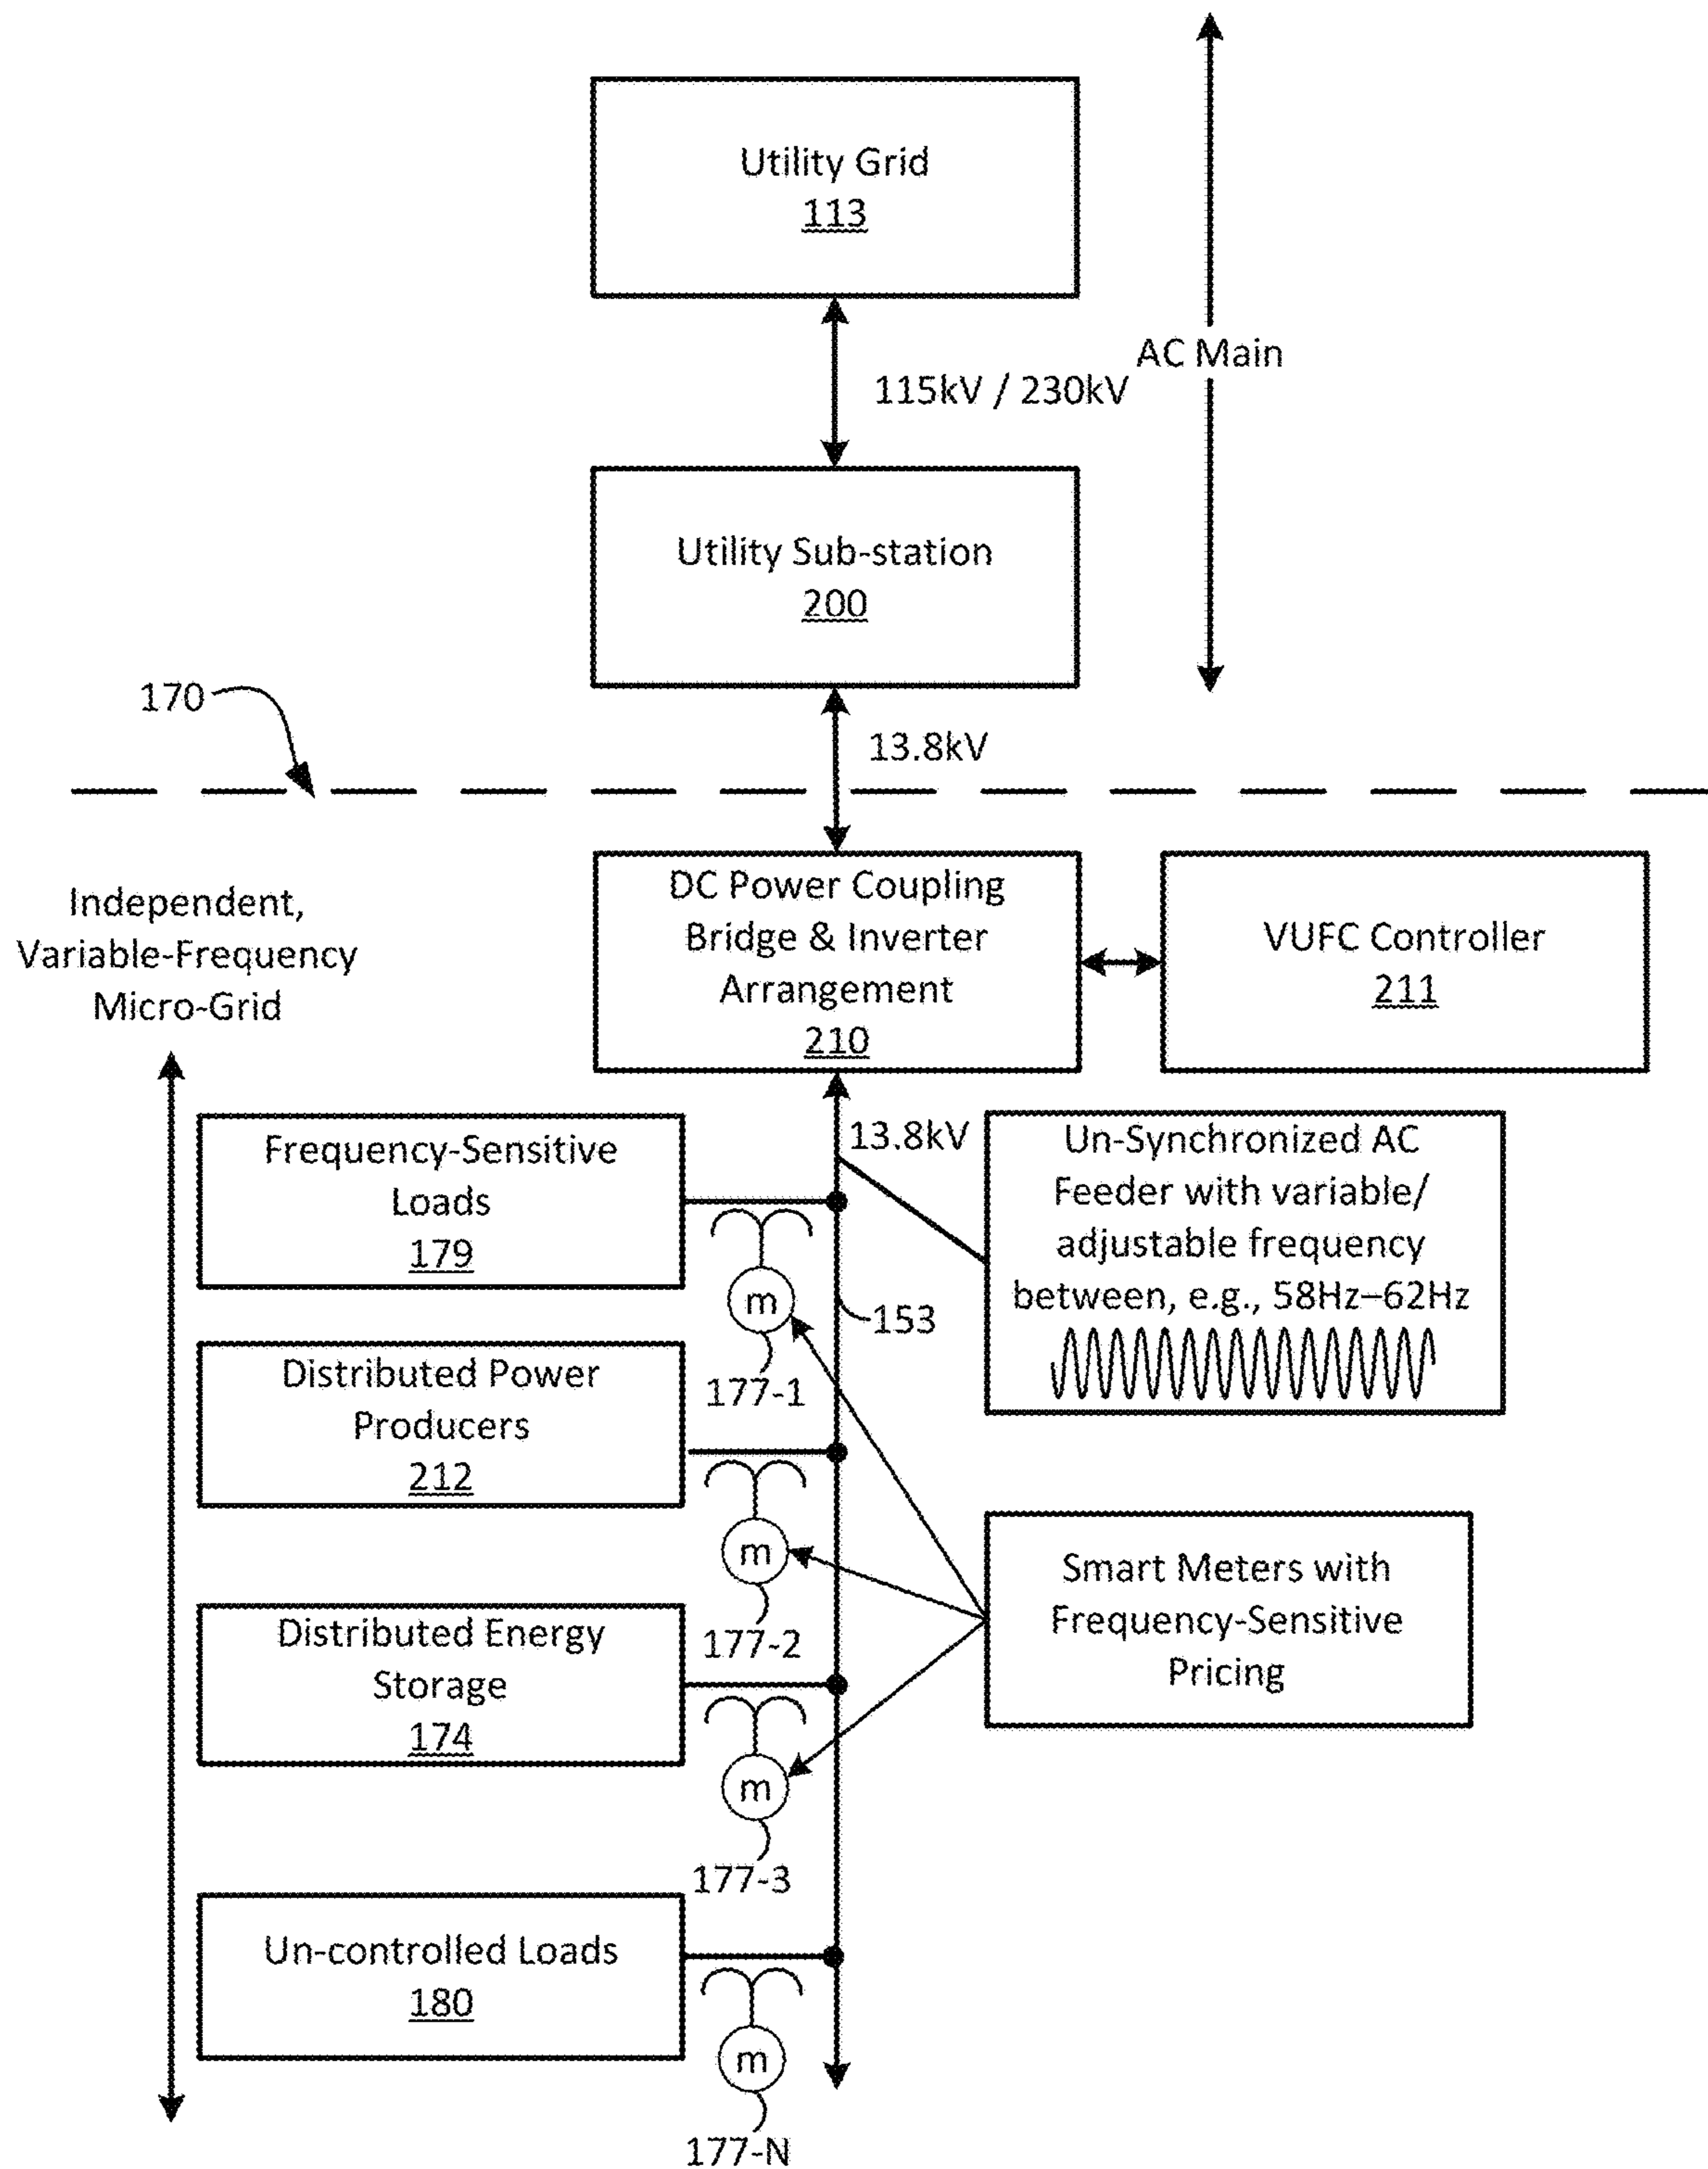 Utility Grid
113
AC Main
115kV / 230kV
Utility Sub-station
200
170
13.8kV
Independent,
Variable-Frequency
Micro-Grid
DC Power Coupling
Bridge & Inverter
Arrangement
210
VUFC Controller
211
Frequency-Sensitive
Loads
179
13.8kV
Un-Synchronized AC
Feeder with variable/
adjustable frequency
between, e.g., 58Hz–62Hz
m
153
177-1
Distributed Power
Producers
212
m
177-2
Smart Meters with
Frequency-Sensitive
Pricing
Distributed Energy
Storage
174
m
177-3
Un-controlled Loads
180
m
177-N